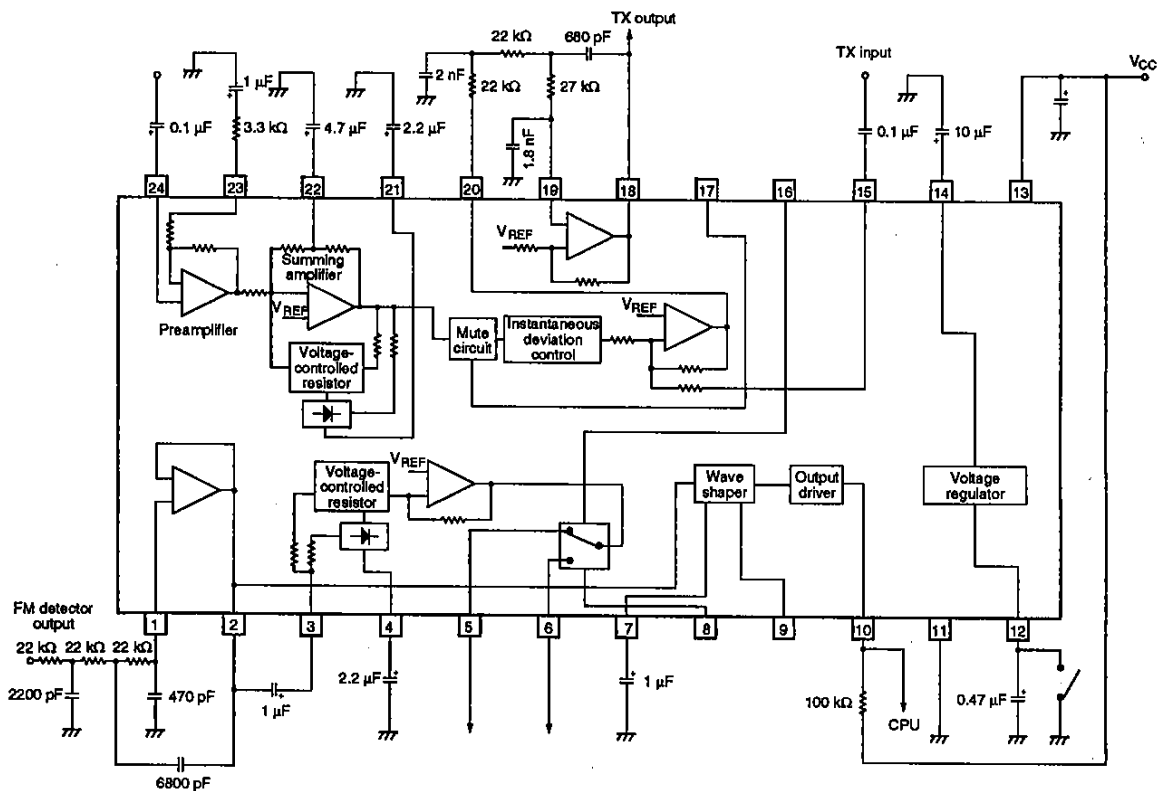 TX output
22 kΩ
680 pF
TX input
VCC
2 nF
22 kΩ
27 kΩ
1 μF
0.1 μF
3.3 kΩ
4.7 μF
2.2 μF
1.8 nF
0.1 μF
10 μF
24
23
22
21
20
19
18
17
16
15
14
13
VREF
Summing
amplifier
VREF
Preamplifier
VREF
Mute
circuit
Instantaneous
deviation
control
Voltage-
controlled
resistor
VREF
Voltage-
controlled
resistor
Wave
shaper
Output
driver
Voltage
regulator
FM detector
output
1
2
3
4
5
6
7
8
9
10
11
12
22 kΩ
22 kΩ
22 kΩ
2200 pF
470 pF
1 μF
2.2 μF
1 μF
100 kΩ
CPU
0.47 μF
6800 pF